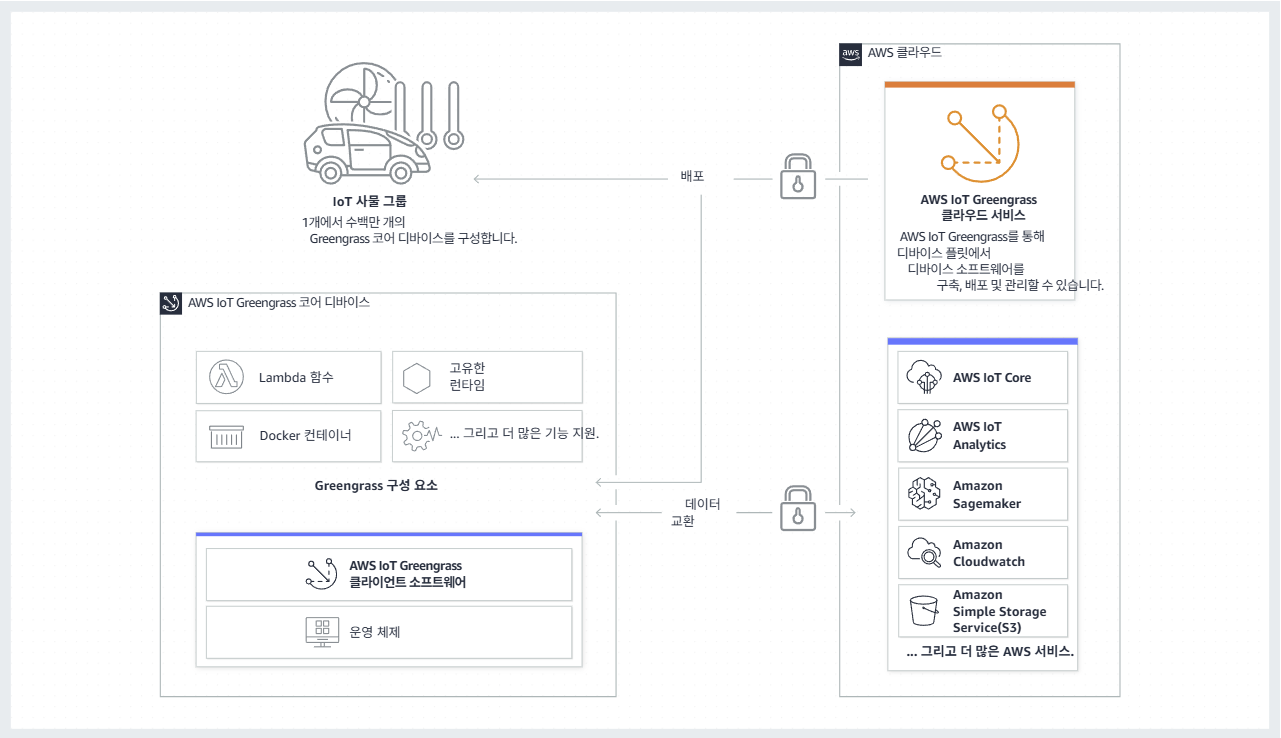 aws
AWS 클라우드
AWS IoT Greengrass
클라우드 서비스
AWS IoT Greengrass를 통해
디바이스 플릿에서
디바이스 소프트웨어를
구축, 배포 및 관리할 수 있습니다.
배포
IoT 사물 그룹
1개에서 수백만 개의
Greengrass 코어 디바이스를 구성합니다.
AWS IoT Greengrass 코어 디바이스
Lambda 함수
고유한
런타임
Docker 컨테이너
... 그리고 더 많은 기능 지원.
Greengrass 구성 요소
AWS IoT Greengrass
클라이언트 소프트웨어
운영 체제
데이터
교환
AWS IoT Core
AWS IoT
Analytics
Amazon
Sagemaker
Amazon
Cloudwatch
Amazon
Simple Storage
Service(S3)
... 그리고 더 많은 AWS 서비스.